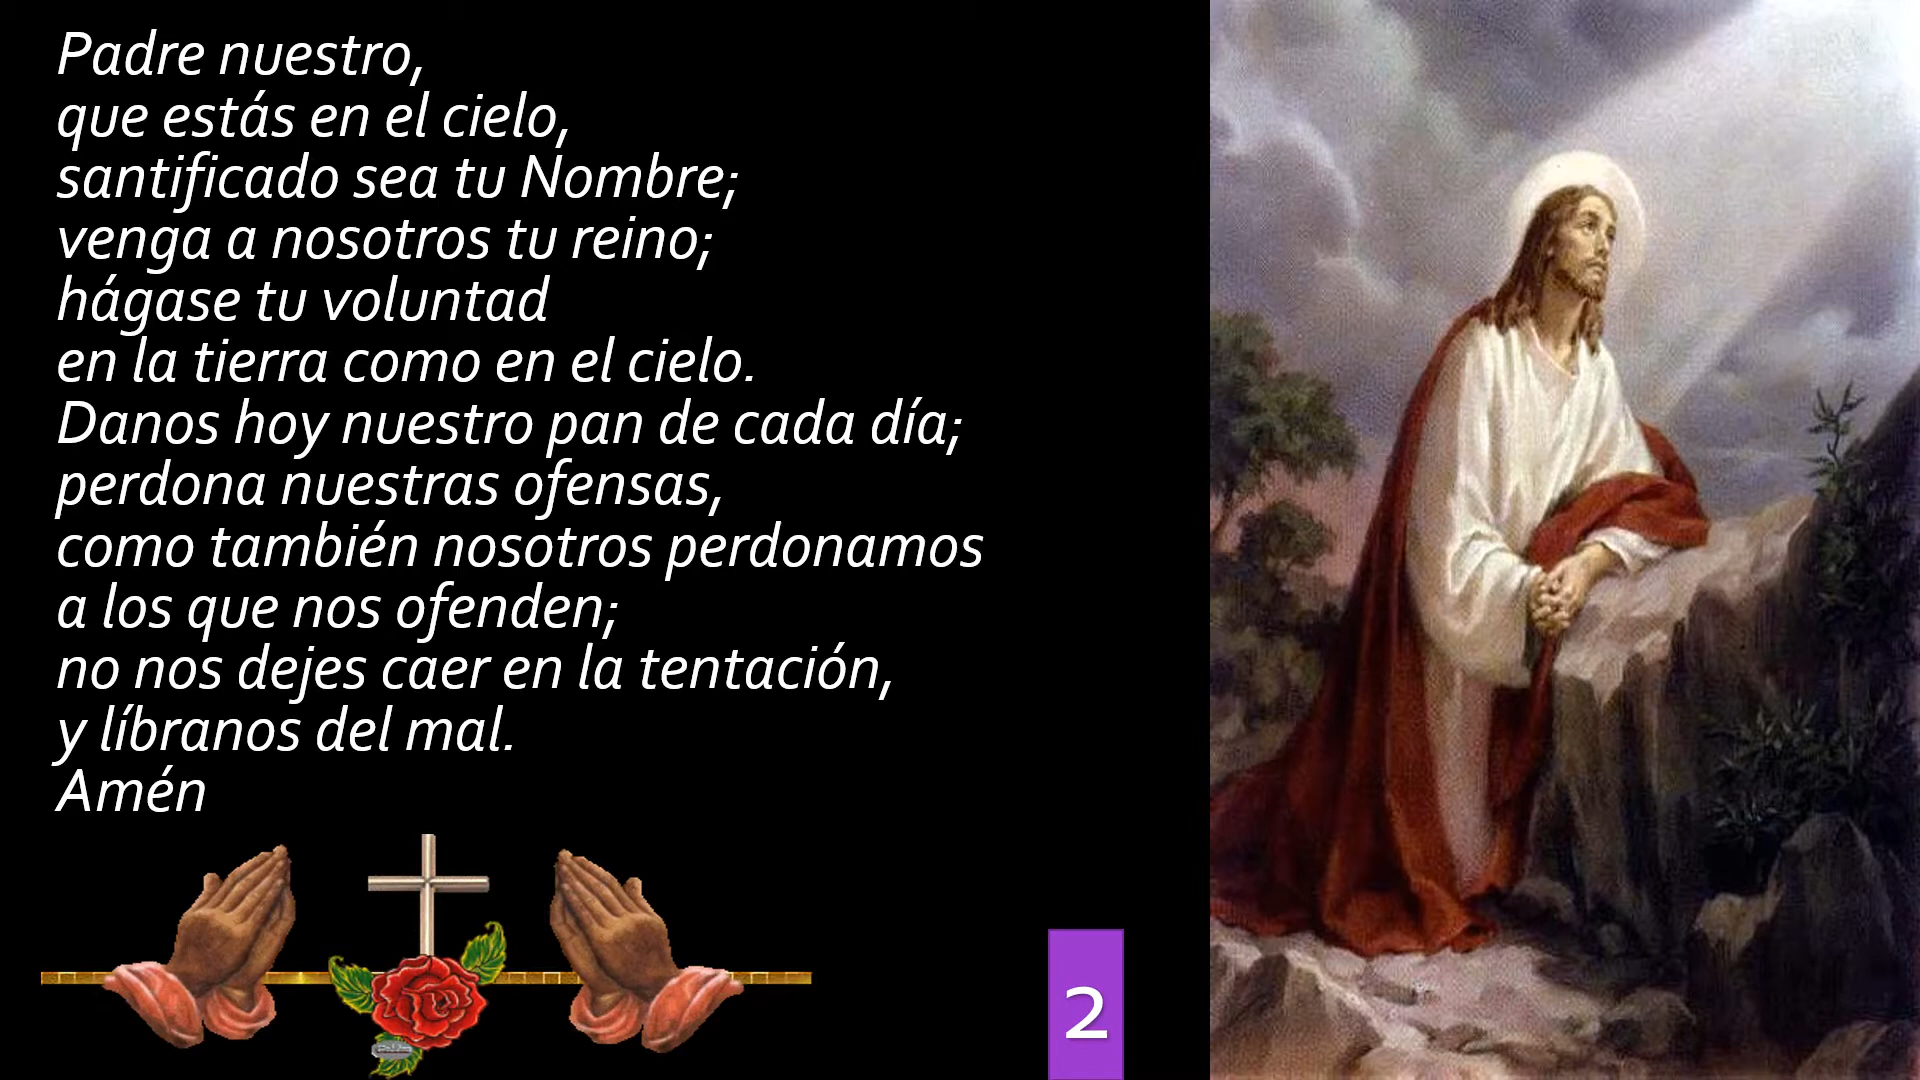 Padre nuestro,
que estás en el cielo,
santificado sea tu Nombre;
venga a nosotros tu reino;
hágase tu voluntad
en la tierra como en el cielo.
Danos hoy nuestro pan de cada día;
perdona nuestras ofensas,
como también nosotros perdonamos
a los que nos ofenden;
no nos dejes caer en la tentación,
y líbranos del mal.
Amén
2